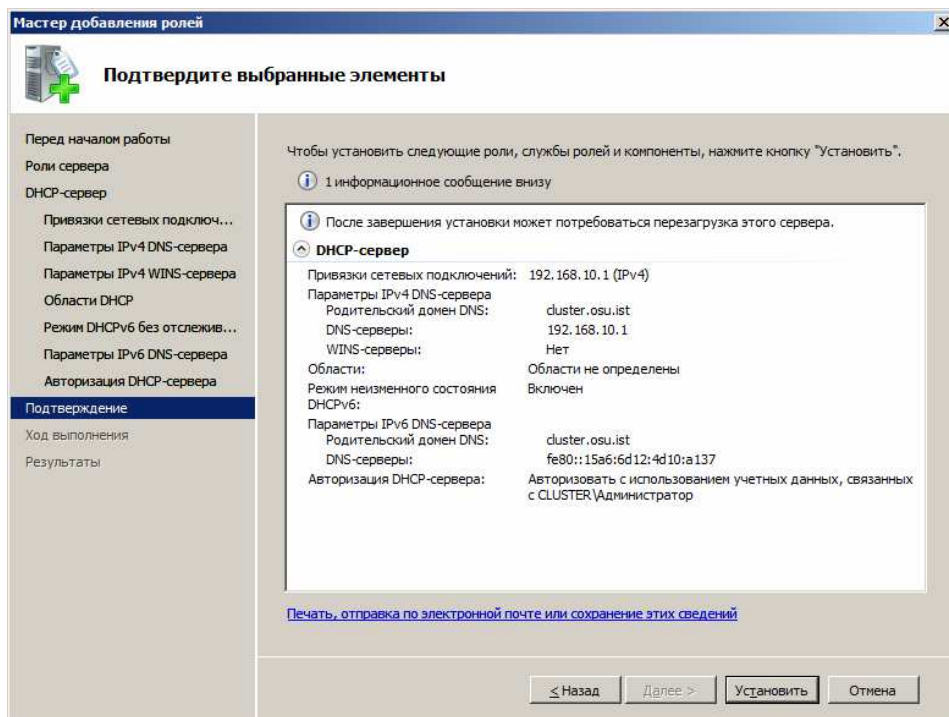 Мастер добавления ролей
Подтвердите выбранные элементы
Перед началом работы
Роли сервера
DHCP-сервер
Привязки сетевых подключ...
Параметры IPv4 DNS-сервера
Параметры IPv4 WINS-сервера
Области DHCP
Режим DHCPv6 без отслежив...
Параметры IPv6 DNS-сервера
Авторизация DHCP-сервера
Подтверждение
Ход выполнения
Результаты
Чтобы установить следующие роли, службы ролей и компоненты, нажмите кнопку "Установить".
1 информационное сообщение внизу
После завершения установки может потребоваться перезагрузка этого сервера.
DHCP-сервер
Привязки сетевых подключений: 192.168.10.1 (IPv4)
Параметры IPv4 DNS-сервера
Родительский домен DNS: cluster.osu.ist
DNS-серверы: 192.168.10.1
WINS-серверы: Нет
Области: Области не определены
Режим неизменного состояния Включен
DHCPv6:
Параметры IPv6 DNS-сервера
Родительский домен DNS: cluster.osu.ist
DNS-серверы: fe80::15a6:6d12:4d10:a137
Авторизация DHCP-сервера: Авторизовать с использованием учетных данных, связанных
с CLUSTER\Администратор
Печать, отправка по электронной почте или сохранение этих сведений
< Назад Далее > Установить Отмена